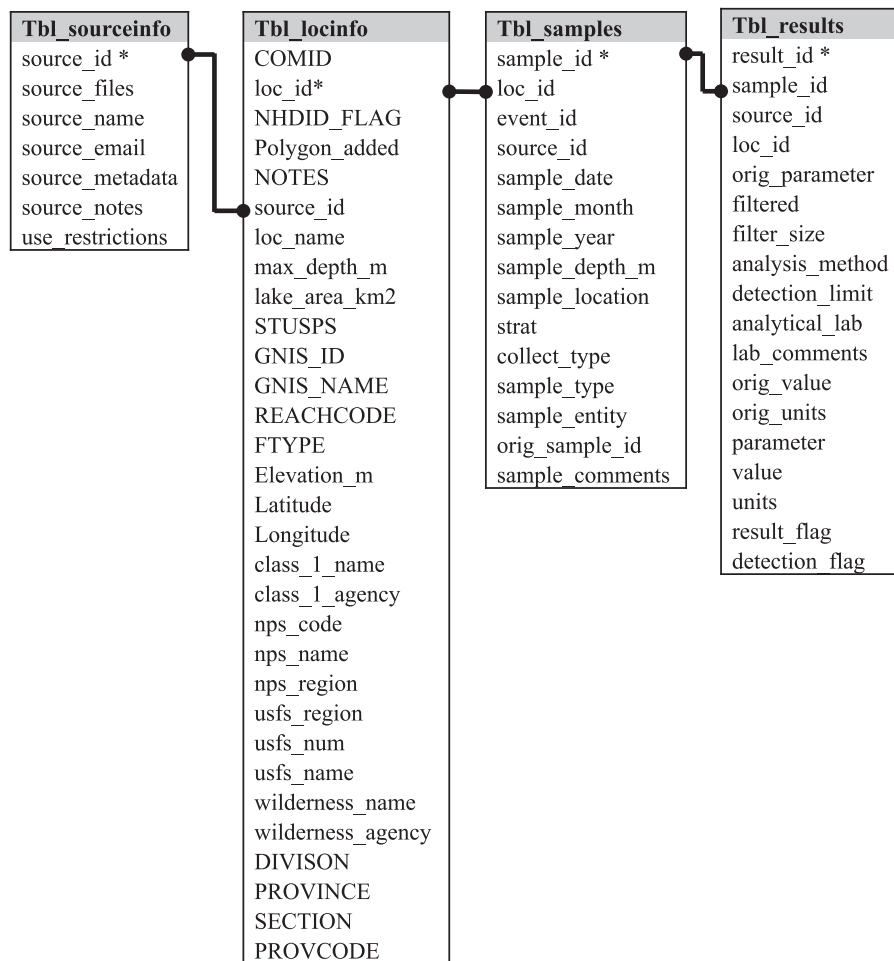 Tbl_sourceinfo
source_id *
source_files
source_name
source_email
source_metadata
source_notes
use_restrictions
Tbl_locinfo
COMID
loc_id*
NHDID_FLAG
Polygon_added
NOTES
source_id
loc_name
max_depth_m
lake_area_km2
STUSPS
GNIS_ID
GNIS_NAME
REACHCODE
FTYPE
Elevation_m
Latitude
Longitude
class_1_name
class_1_agency
nps_code
nps_name
nps_region
usfs_region
usfs_num
usfs_name
wilderness_name
wilderness_agency
DIVISON
PROVINCE
SECTION
PROVCODE
Tbl_samples
sample_id *
loc_id
event_id
source_id
sample_date
sample_month
sample_year
sample_depth_m
sample_location
strat
collect_type
sample_type
sample_entity
orig_sample_id
sample_comments
Tbl_results
result_id *
sample_id
source_id
loc_id
orig_parameter
filtered
filter_size
analysis_method
detection_limit
analytical_lab
lab_comments
orig_value
orig_units
parameter
value
units
result_flag
detection_flag